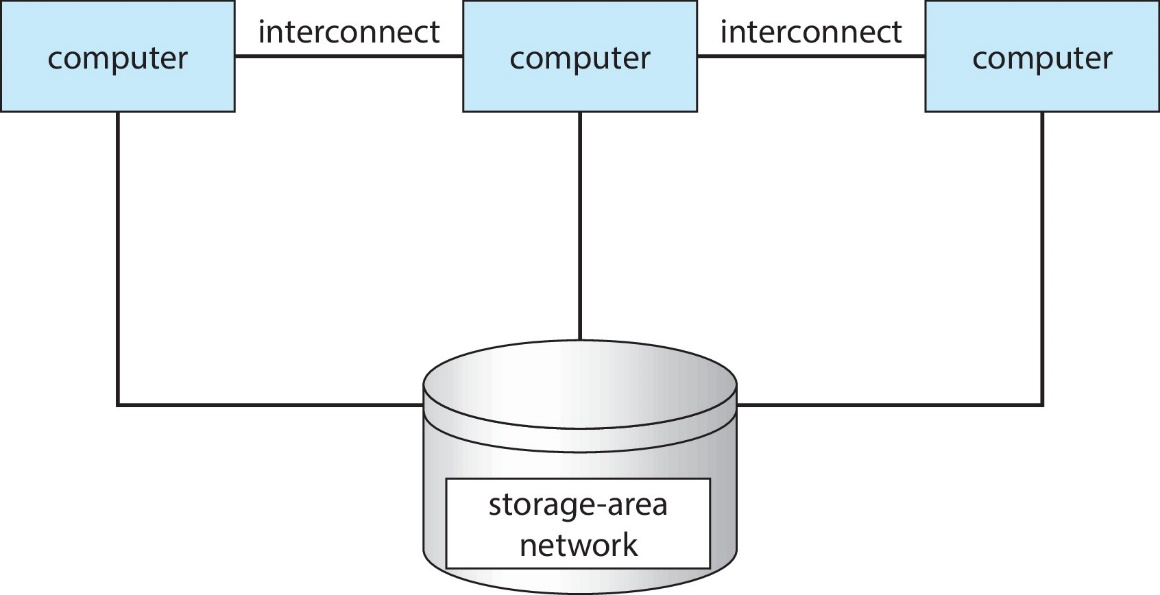 computer
interconnect
computer
interconnect
computer
storage-area
network